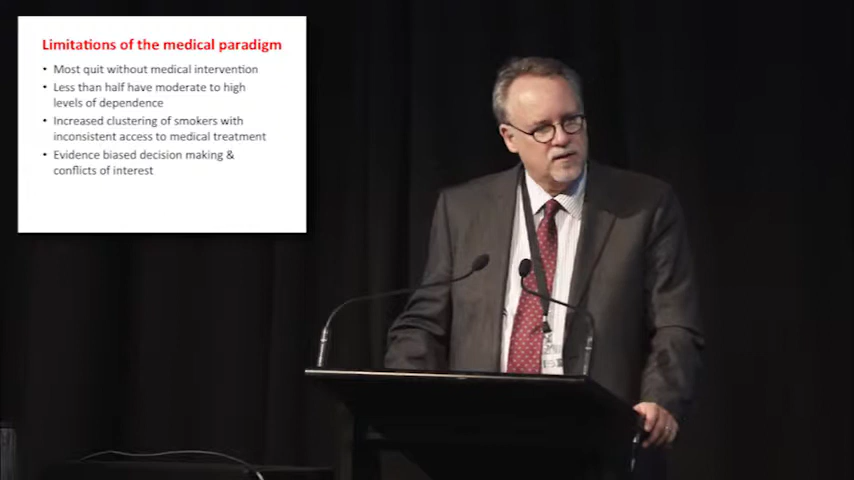 Limitations of the medical paradigm
• Most quit without medical intervention
• Less than half have moderate to high
levels of dependence
• Increased clustering of smokers with
inconsistent access to medical treatment
• Evidence biased decision making &
conflicts of interest